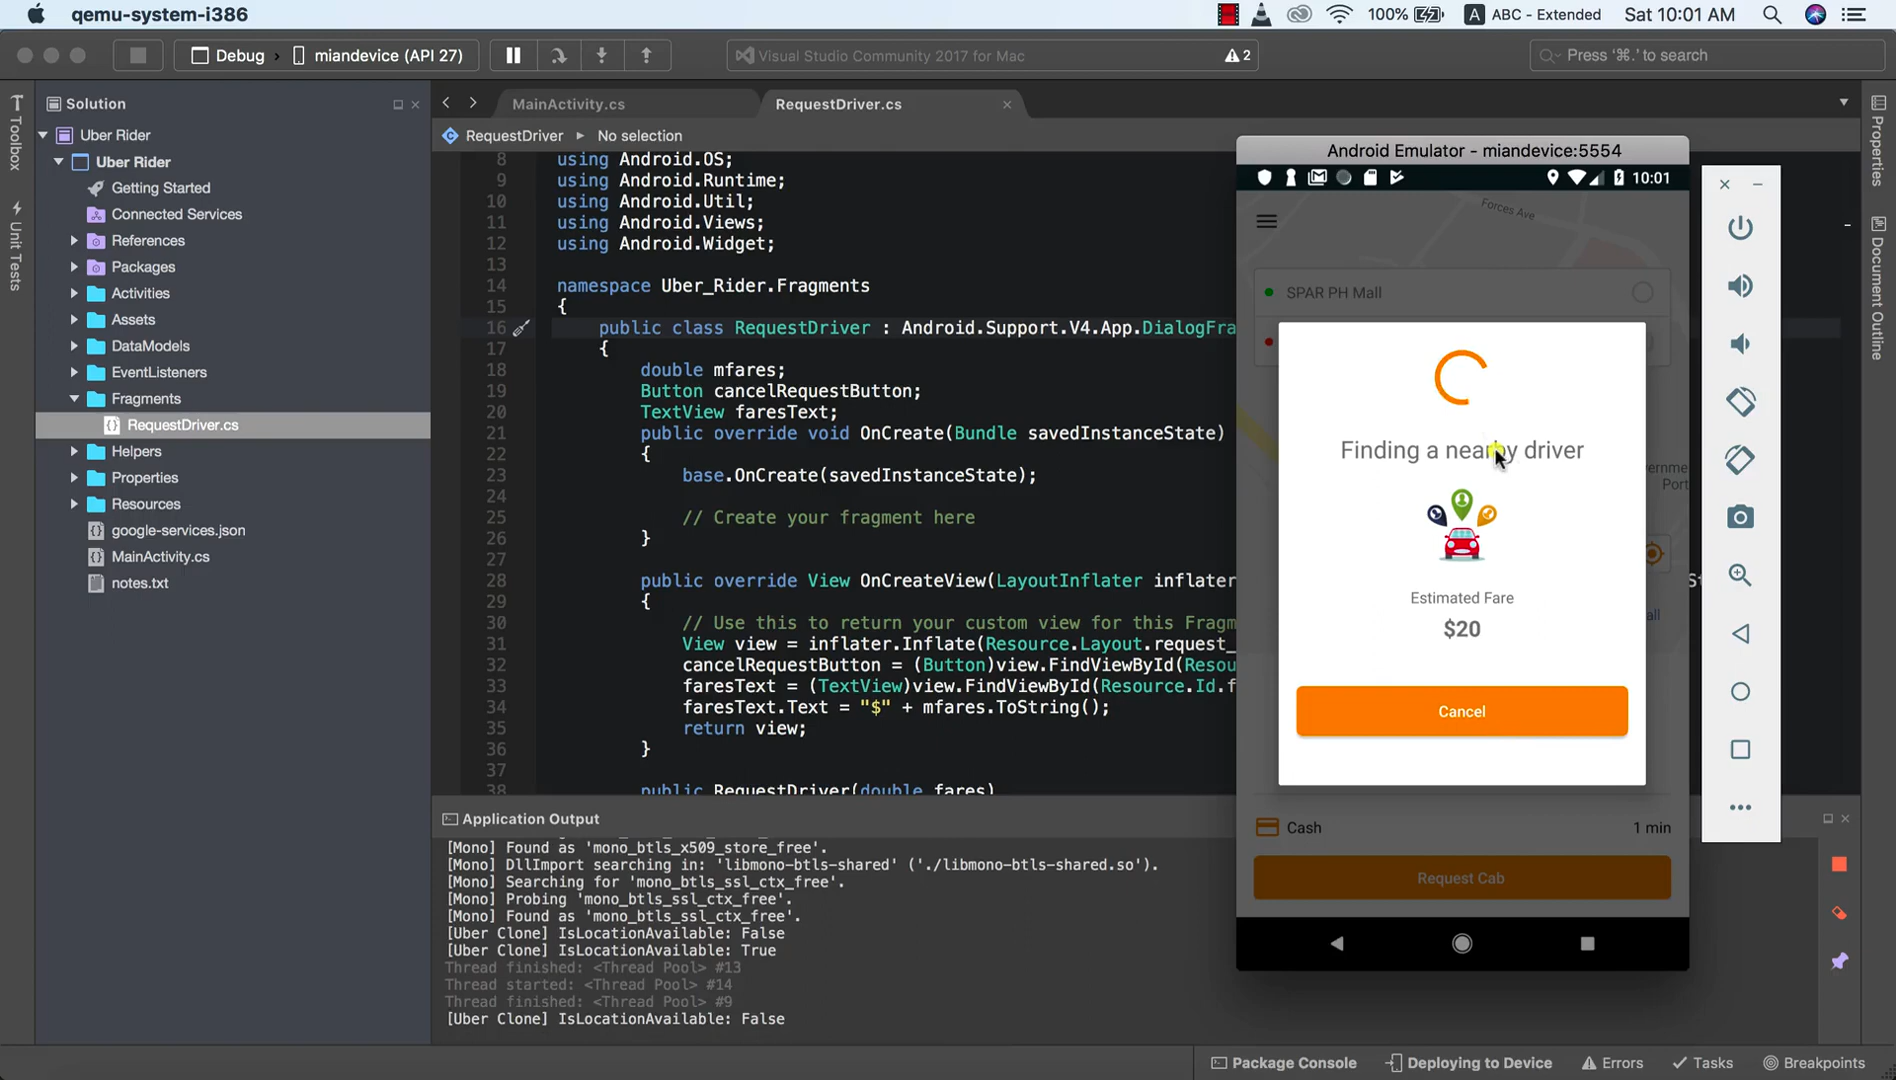 qemu-system-i386
100%
A ABC - Extended
Sat 10:01 AM
Debug
miandevice (API 27)
Visual Studio Community 2017 for Mac
2
Press '⌘.' to search
Toolbox
Unit Tests
Solution
Uber Rider
Uber Rider
Getting Started
Connected Services
References
Packages
Activities
Assets
DataModels
EventListeners
Fragments
RequestDriver.cs
Helpers
Properties
Resources
google-services.json
MainActivity.cs
notes.txt
MainActivity.cs
RequestDriver.cs
RequestDriver
No selection
8 using Android.OS;
9 using Android.Runtime;
10 using Android.Util;
11 using Android.Views;
12 using Android.Widget;
13
14 namespace Uber_Rider.Fragments
15 {
16 public class RequestDriver : Android.Support.V4.App.DialogFra
17 {
18 double mfares;
19 Button cancelRequestButton;
20 TextView faresText;
21 public override void OnCreate(Bundle savedInstanceState)
22 {
23 base.OnCreate(savedInstanceState);
24
25 // Create your fragment here
26 }
27
28 public override View OnCreateView(LayoutInflater inflater
29 {
30 // Use this to return your custom view for this Fragm
31 View view = inflater.Inflate(Resource.Layout.request_
32 cancelRequestButton = (Button)view.FindViewById(Resou
33 faresText = (TextView)view.FindViewById(Resource.Id.f
34 faresText.Text = "$" + mfares.ToString();
35 return view;
36 }
37
38 public RequestDriver(double fares)
Application Output
[Mono] Found as 'mono_btls_x509_store_free'.
[Mono] DllImport searching in: 'libmono-btls-shared' ('./libmono-btls-shared.so').
[Mono] Searching for 'mono_btls_ssl_ctx_free'.
[Mono] Probing 'mono_btls_ssl_ctx_free'.
[Mono] Found as 'mono_btls_ssl_ctx_free'.
[Uber Clone] IsLocationAvailable: False
[Uber Clone] IsLocationAvailable: True
Thread finished: <Thread Pool> #13
Thread started: <Thread Pool> #14
Thread finished: <Thread Pool> #9
[Uber Clone] IsLocationAvailable: False
Android Emulator - miandevice:5554
10:01
Forces Ave
SPAR PH Mall
Finding a nearby driver
Estimated Fare
$20
Cancel
Cash
1 min
Request Cab
Properties
Document Outline
Package Console
Deploying to Device
Errors
Tasks
Breakpoints